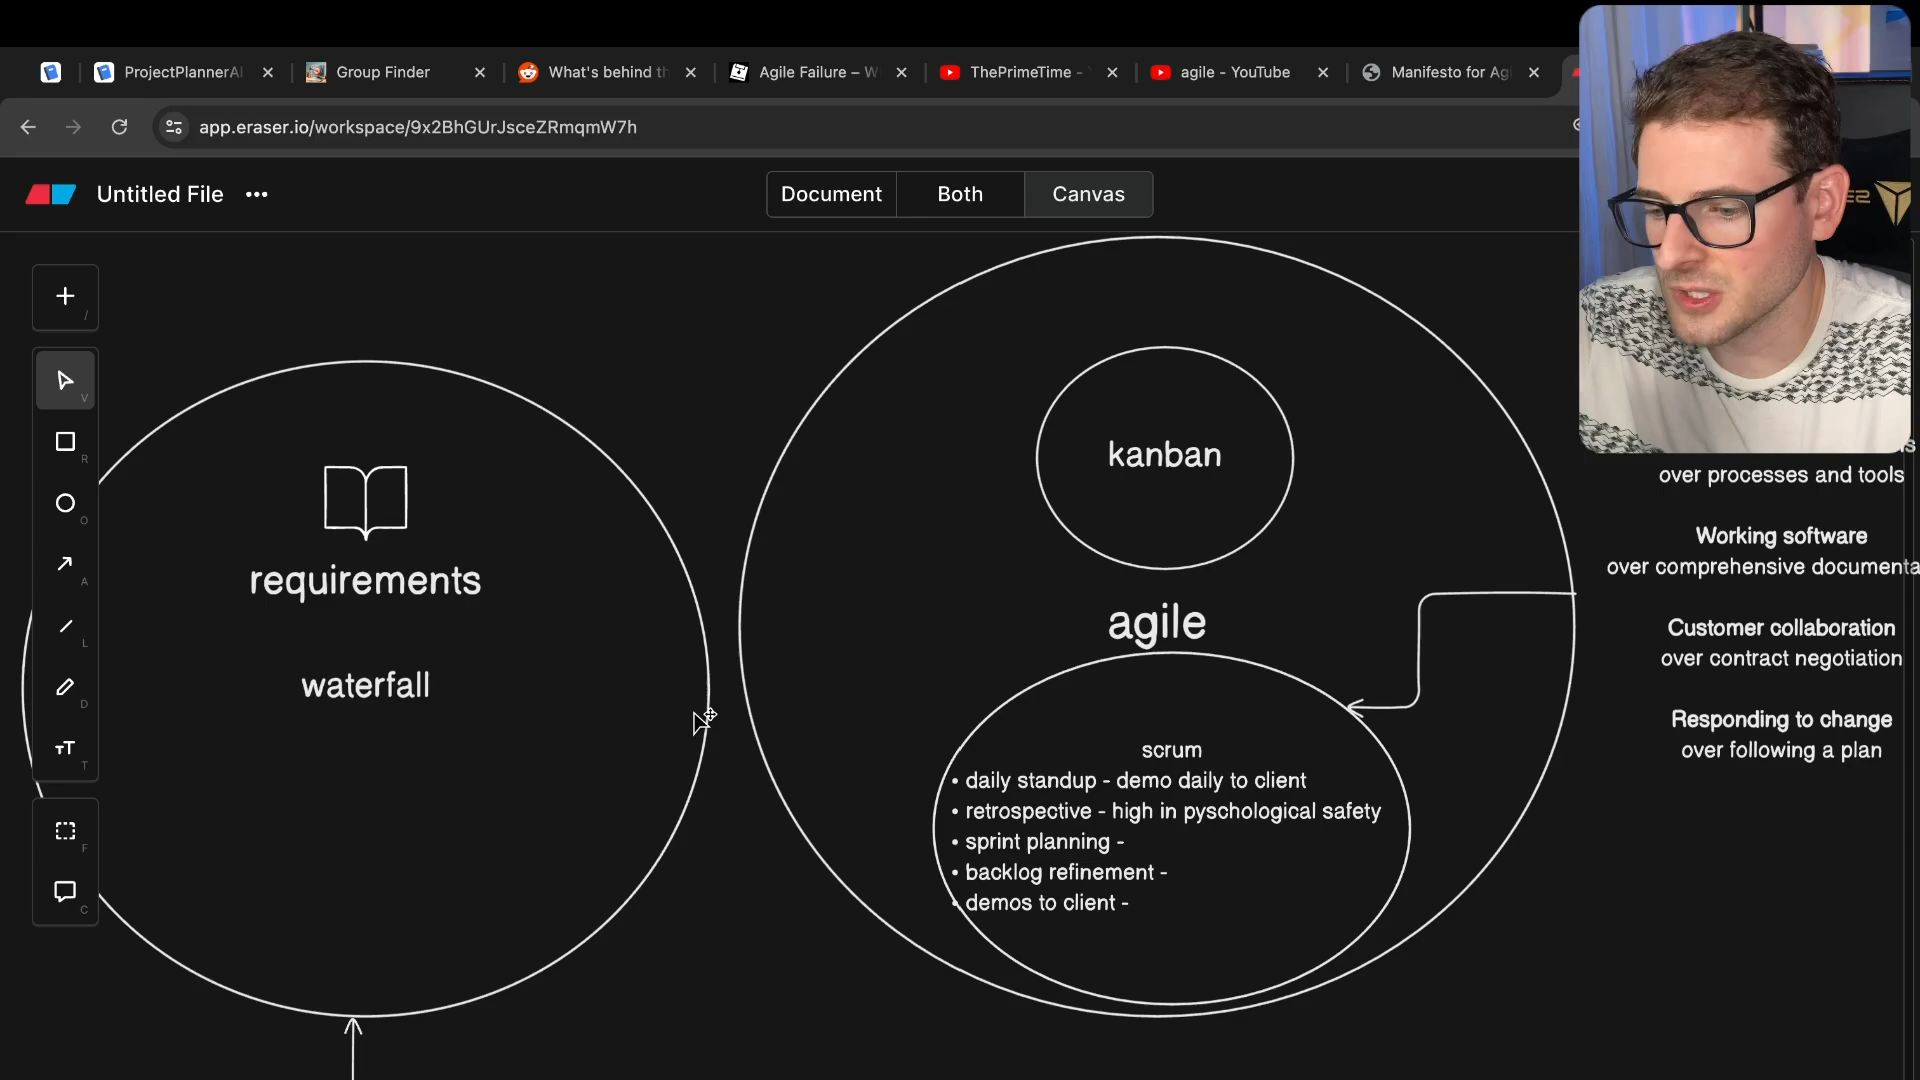 ProjectPlannerAI
Group Finder
What's behind th
Agile Failure – W
ThePrimeTime -
agile - YouTube
Manifesto for Agi
app.eraser.io/workspace/9x2BhGUrJsceZRmqmW7h
Untitled File
Document
Both
Canvas
/
V
R
O
A
L
D
T
F
C
requirements
waterfall
kanban
agile
scrum
• daily standup - demo daily to client
• retrospective - high in pyschological safety
• sprint planning -
• backlog refinement -
• demos to client -
over processes and tools
Working software
over comprehensive documenta
Customer collaboration
over contract negotiation
Responding to change
over following a plan